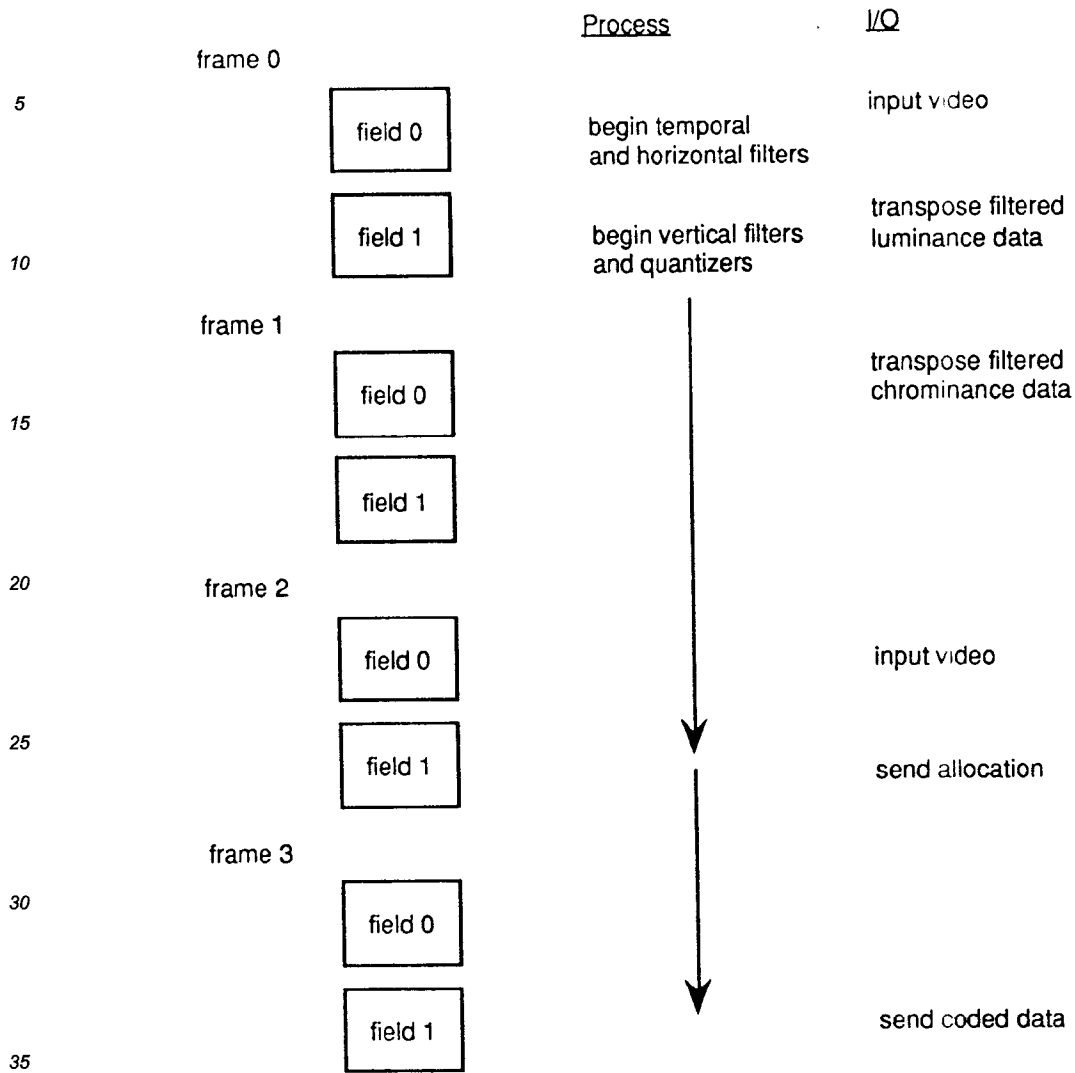 Process
I/O
frame 0
5
input video
field 0
begin temporal
and horizontal filters
transpose filtered
luminance data
field 1
begin vertical filters
and quantizers
10
frame 1
transpose filtered
chrominance data
field 0
15
field 1
20
frame 2
field 0
input video
25
field 1
send allocation
frame 3
30
field 0
field 1
send coded data
35